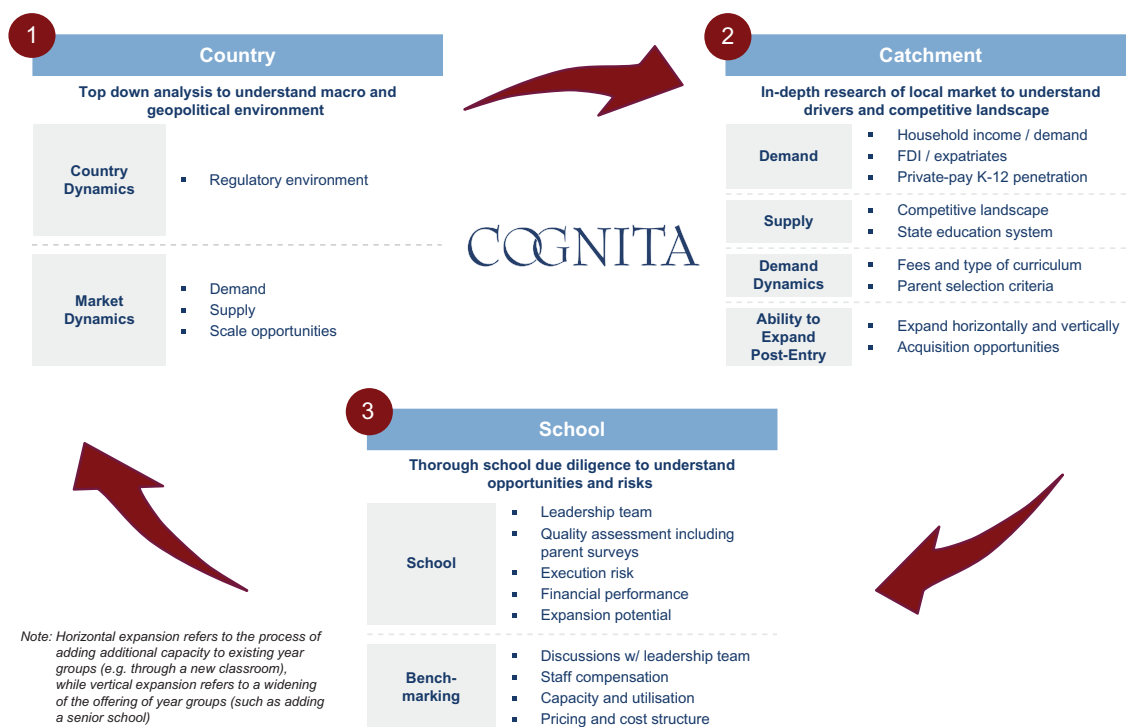 1
Country
Top down analysis to understand macro and
geopolitical environment
Country
Dynamics
▪ Regulatory environment
Market
Dynamics
▪ Demand
▪ Supply
▪ Scale opportunities
COGNITA
2
Catchment
In-depth research of local market to understand
drivers and competitive landscape
Demand
▪ Household income / demand
▪ FDI / expatriates
▪ Private-pay K-12 penetration
Supply
▪ Competitive landscape
▪ State education system
Demand
Dynamics
▪ Fees and type of curriculum
▪ Parent selection criteria
Ability to
Expand
Post-Entry
▪ Expand horizontally and vertically
▪ Acquisition opportunities
3
School
Thorough school due diligence to understand
opportunities and risks
School
▪ Leadership team
▪ Quality assessment including
parent surveys
▪ Execution risk
▪ Financial performance
▪ Expansion potential
Bench-
marking
▪ Discussions w/ leadership team
▪ Staff compensation
▪ Capacity and utilisation
▪ Pricing and cost structure
Note: Horizontal expansion refers to the process of
adding additional capacity to existing year
groups (e.g. through a new classroom),
while vertical expansion refers to a widening
of the offering of year groups (such as adding
a senior school)